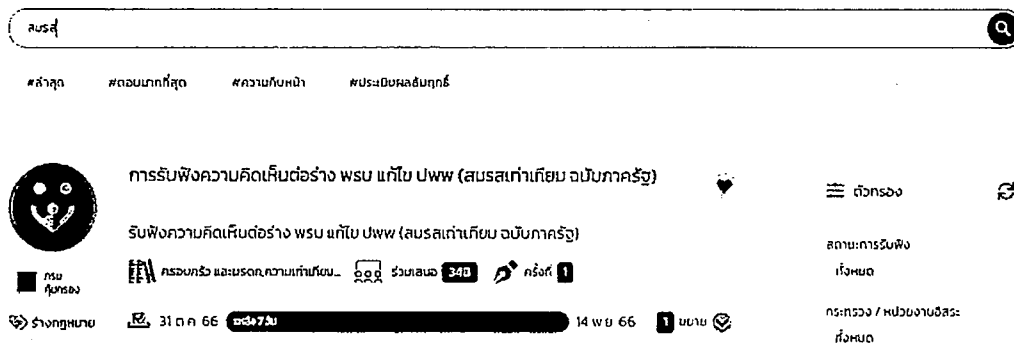 สมรส
#ล่าสุด #ตอบมากที่สุด #ความคืบหน้า #ประเมินผลสัมฤทธิ์
การรับฟังความคิดเห็นต่อร่าง พรบ แก้ไข ปพพ (สมรสเท่าเทียม ฉบับภาครัฐ)
ตัวกรอง
รับฟังความคิดเห็นต่อร่าง พรบ แก้ไข ปพพ (สมรสเท่าเทียม ฉบับภาครัฐ)
สถานะการรับฟัง
ครอบครัว และมรดก,ความเท่าเทียม... ร่วมเสนอ ครั้งที่ 1
ทั้งหมด
กรม
คุ้มครอง
ร่างกฎหมาย
31 ต ค 66 14 พ ย 66 1 ขยาย
กระทรวง / หน่วยงานอิสระ
ทั้งหมด